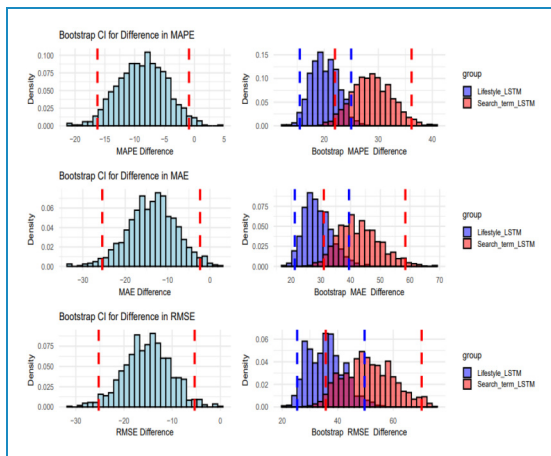 Bootstrap CI for Difference in MAPE
Density
0.100
0.075
0.050
0.025
0.000
−20 −15 −10 −5 0 5
MAPE Difference
Density
0.15
0.10
0.05
0.00
20 30 40
Bootstrap MAPE Difference
group
Lifestyle_LSTM
Search_term_LSTM
Bootstrap CI for Difference in MAE
Density
0.06
0.04
0.02
0.00
−30 −20 −10 0
MAE Difference
Density
0.075
0.050
0.025
0.000
20 30 40 50 60 70
Bootstrap MAE Difference
group
Lifestyle_LSTM
Search_term_LSTM
Bootstrap CI for Difference in RMSE
Density
0.075
0.050
0.025
0.000
−30 −20 −10 0
RMSE Difference
Density
0.06
0.04
0.02
0.00
20 40 60
Bootstrap RMSE Difference
group
Lifestyle_LSTM
Search_term_LSTM